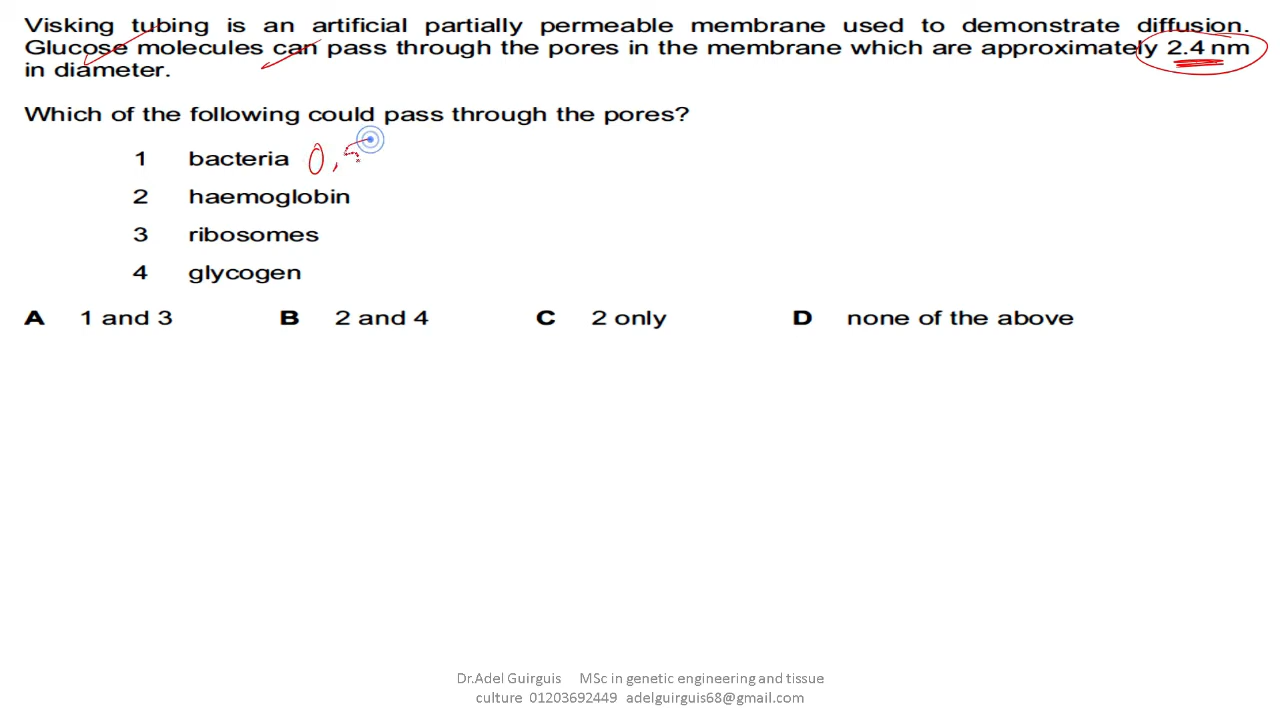 Visking tubing is an artificial partially permeable membrane used to demonstrate diffusion.
Glucose molecules can pass through the pores in the membrane which are approximately 2.4 nm
in diameter.
Which of the following could pass through the pores?
1 bacteria 0,
2 haemoglobin
3 ribosomes
4 glycogen
A 1 and 3 B 2 and 4 C 2 only D none of the above
Dr.Adel Guirguis MSc in genetic engineering and tissue
culture 01203692449 adelguirguis68@gmail.com